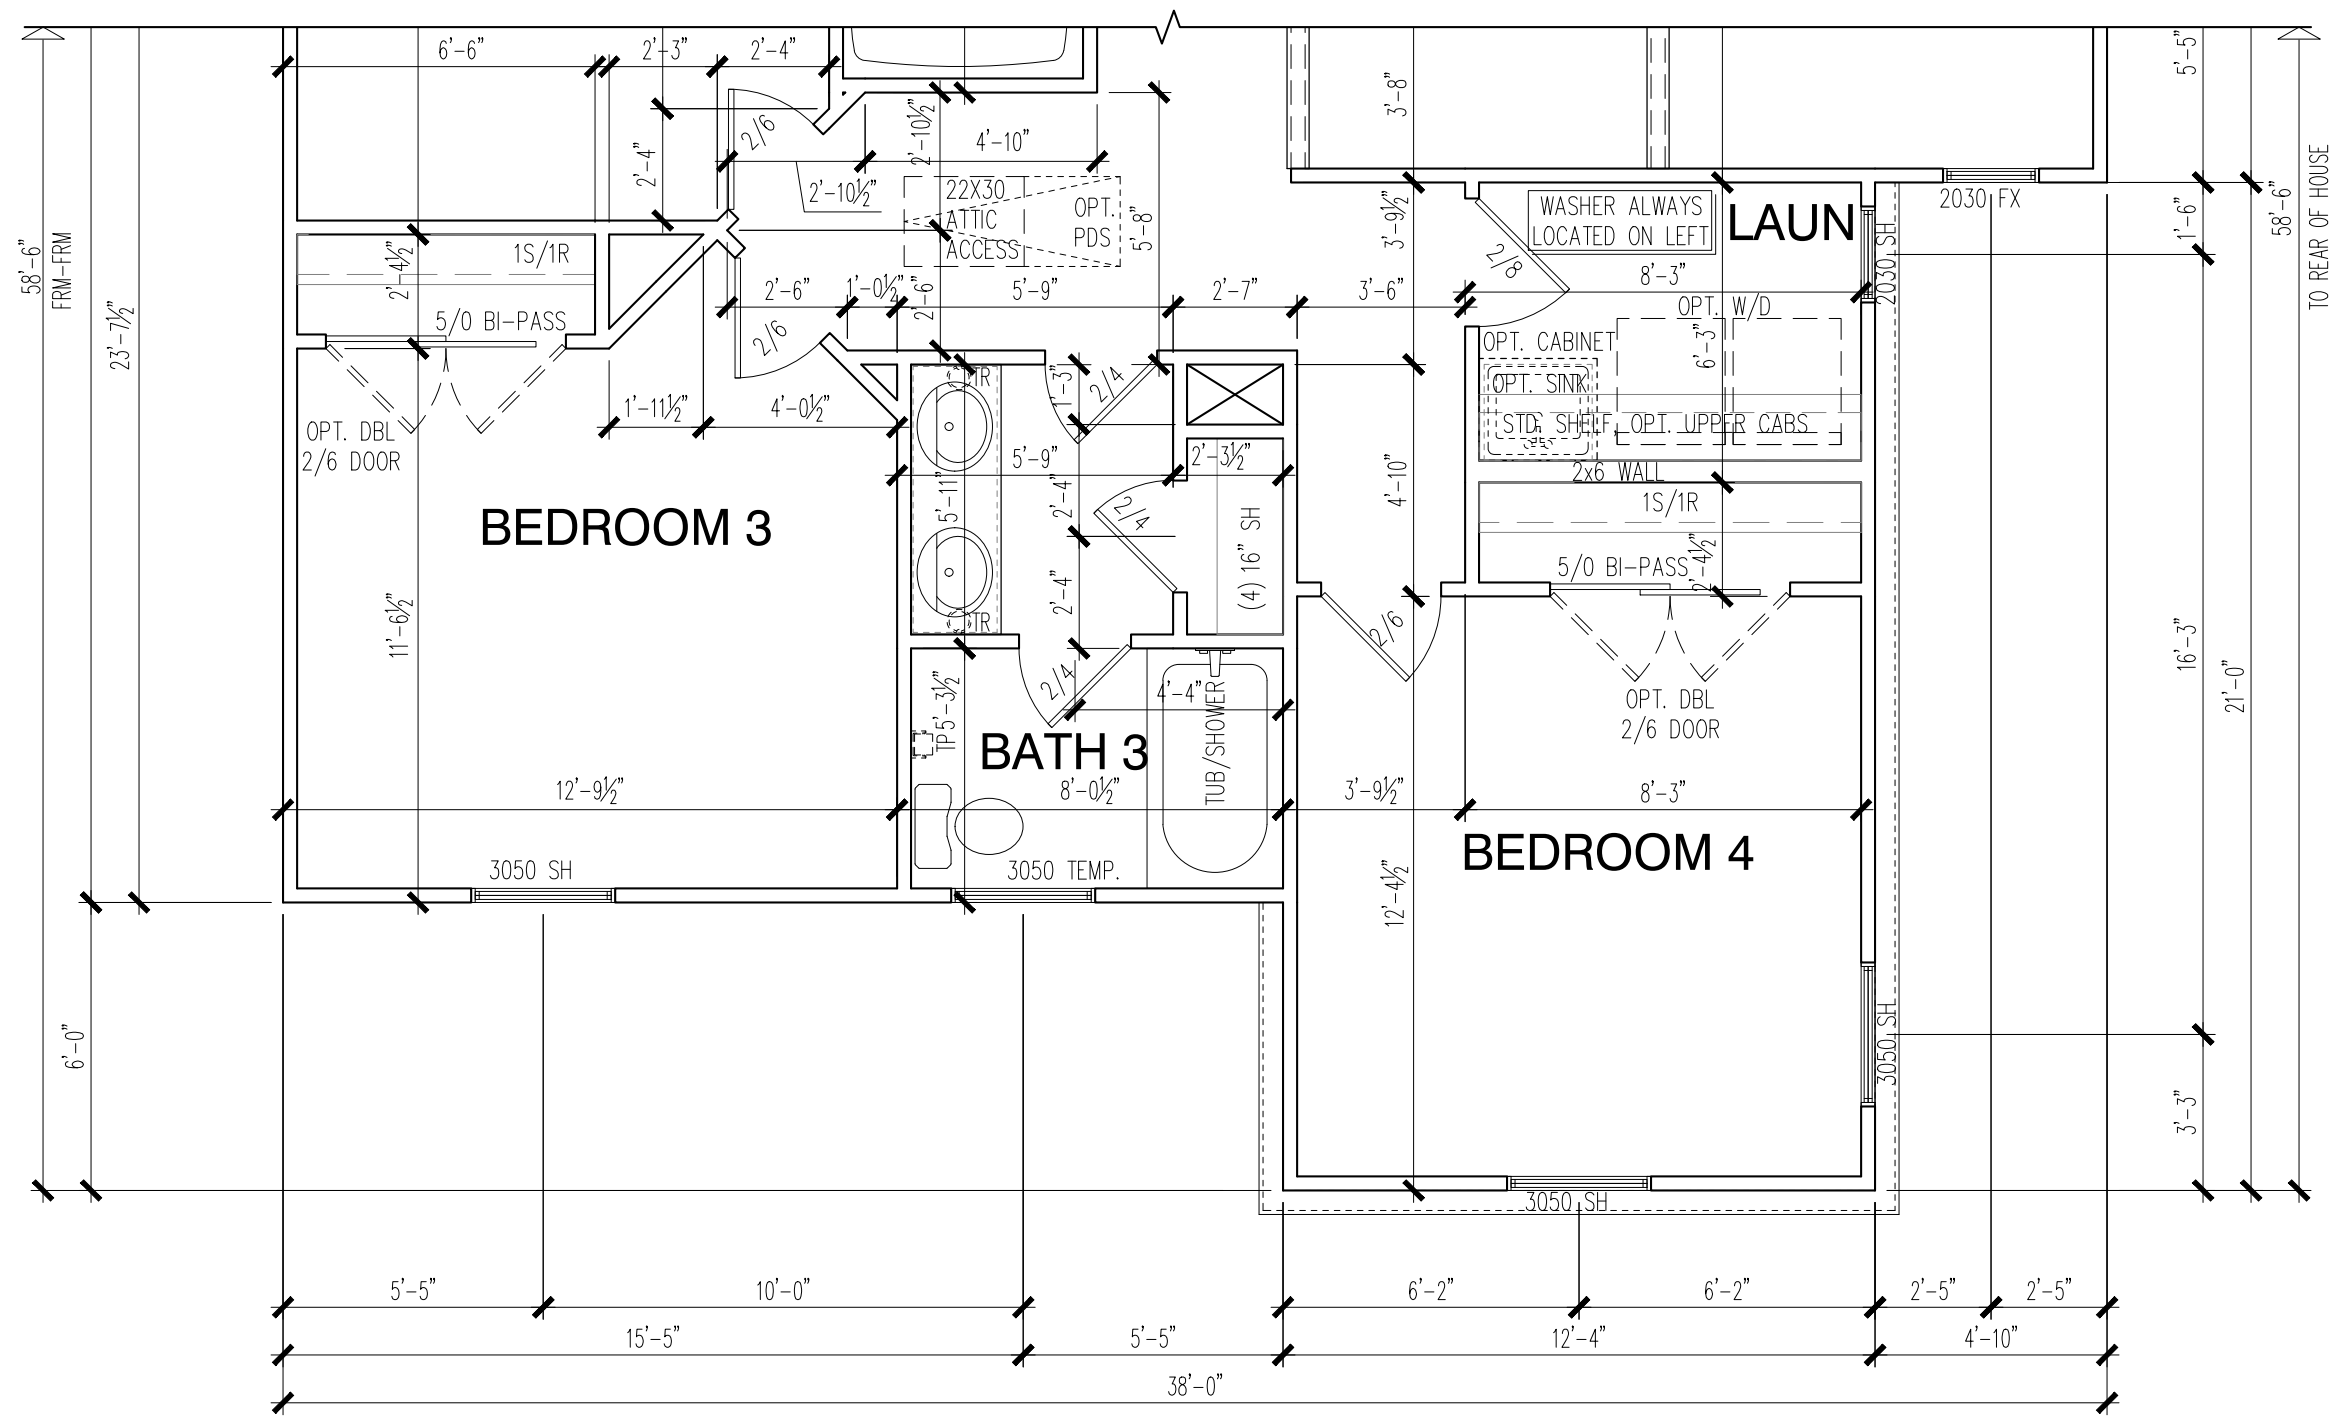 6'-6"
2'-3"
2'-4"
5'-5"
3'-8"
2/6
2'-10½"
4'-10"
2'-4"
2'-10½"
22X30
ATTIC
ACCESS
OPT.
PDS
5'-8"
3'-9½"
WASHER ALWAYS
LOCATED ON LEFT
LAUN
2030 SH
2030 FX
1'-6"
58'-6"
TO REAR OF HOUSE
58'-6"
FRM-FRM
23'-7½"
2'-4½"
1S/1R
5/0 BI-PASS
2'-6"
1'-0½"
2'-6"
5'-9"
2'-7"
3'-6"
2/8
8'-3"
OPT. W/D
6'-3"
OPT. CABINET
OPT. SINK
STD. SHELF, OPT. UPPER CABS
2x6 WALL
1S/1R
5/0 BI-PASS
2'-4½"
2/6
TR
1'-3"
2/4
OPT. DBL
2/6 DOOR
1'-11½"
4'-0½"
5'-9"
2'-3½"
4'-10"
5'-11"
2'-4"
2/4
BEDROOM 3
(4) 16" SH
11'-6½"
2'-4"
TR
2/6
16'-3"
21'-0"
2/4
4'-4"
TP
5'-3½"
TUB/SHOWER
OPT. DBL
2/6 DOOR
BATH 3
12'-9½"
8'-0½"
3'-9½"
8'-3"
BEDROOM 4
3050 SH
3050 TEMP.
12'-4½"
6'-0"
3050 SH
3'-3"
3050 SH
5'-5"
10'-0"
6'-2"
6'-2"
2'-5"
2'-5"
15'-5"
5'-5"
12'-4"
4'-10"
38'-0"